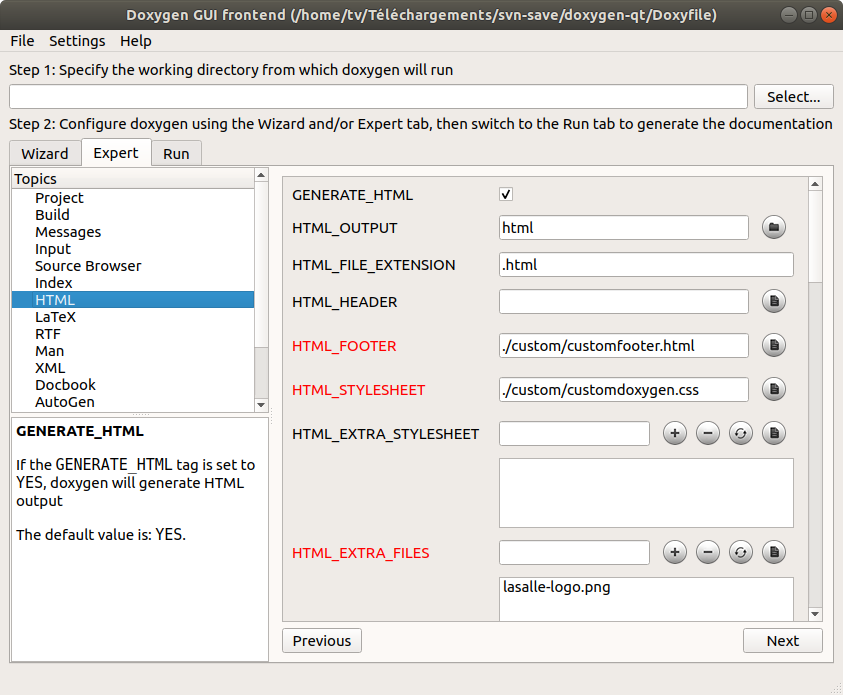 Doxygen GUI frontend (/home/tv/Téléchargements/svn-save/doxygen-qt/Doxyfile)
File Settings Help
Step 1: Specify the working directory from which doxygen will run
Select...
Step 2: Configure doxygen using the Wizard and/or Expert tab, then switch to the Run tab to generate the documentation
Wizard Expert Run
Topics
Project
Build
Messages
Input
Source Browser
Index
HTML
LaTeX
RTF
Man
XML
Docbook
AutoGen
GENERATE_HTML
If the GENERATE_HTML tag is set to
YES, doxygen will generate HTML
output
The default value is: YES.
GENERATE_HTML
HTML_OUTPUT html
HTML_FILE_EXTENSION .html
HTML_HEADER
HTML_FOOTER ./custom/customfooter.html
HTML_STYLESHEET ./custom/customdoxygen.css
HTML_EXTRA_STYLESHEET
HTML_EXTRA_FILES
lasalle-logo.png
Previous Next